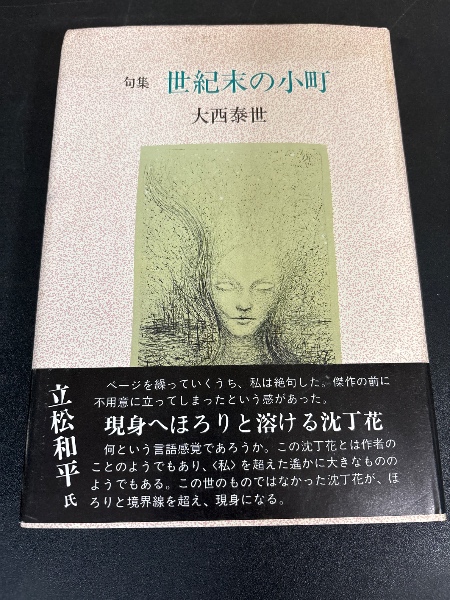 句集 世紀末の小町
大西泰世
立松和平氏
ページを繰っていくうち、私は絶句した。傑作の前に
不用意に立ってしまったという感があった。
現身へほろりと溶ける沈丁花
何という言語感覚であろうか。この沈丁花とは作者の
ことのようでもあり、〈私〉を超えた遙かに大きなもの
のようでもある。この世のものではなかった沈丁花が、ほ
ろりと境界線を超え、現身になる。